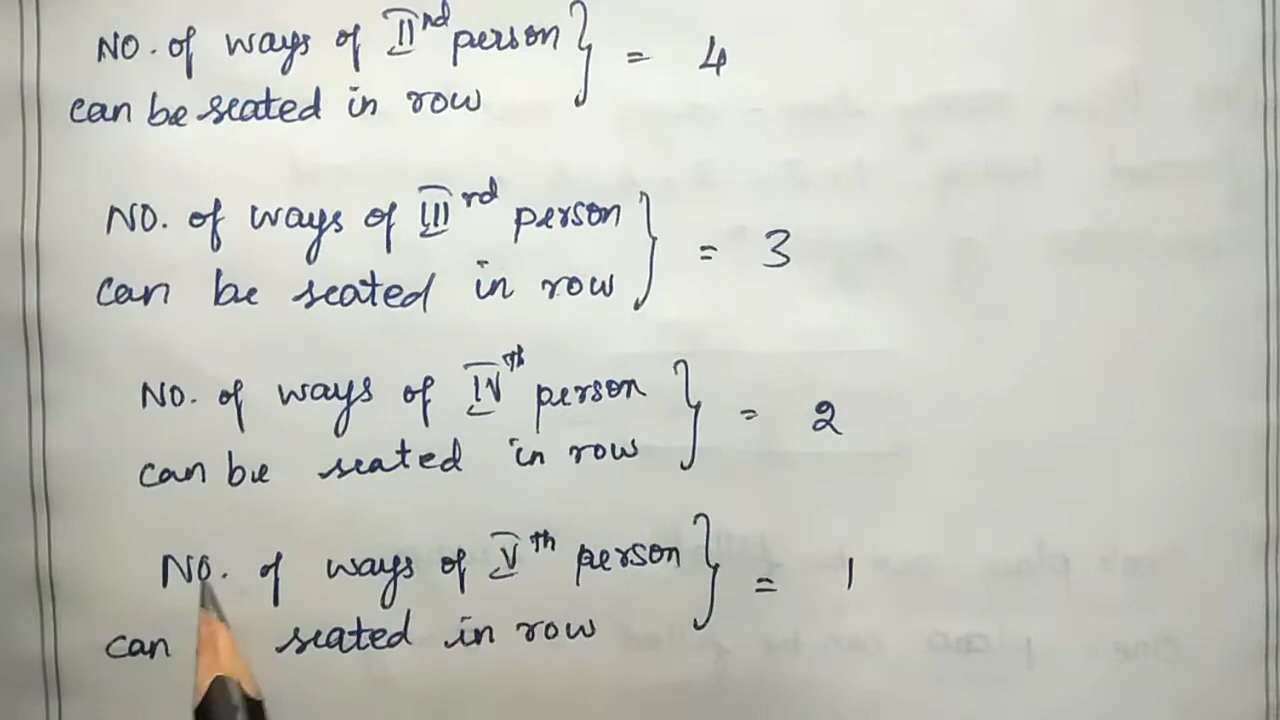 No. of ways of IInd person } = 4
can be seated in row
No. of ways of IIIrd person } = 3
can be seated in row
No. of ways of IVth person } = 2
can be seated in row
No. of ways of Vth person } = 1
can seated in row